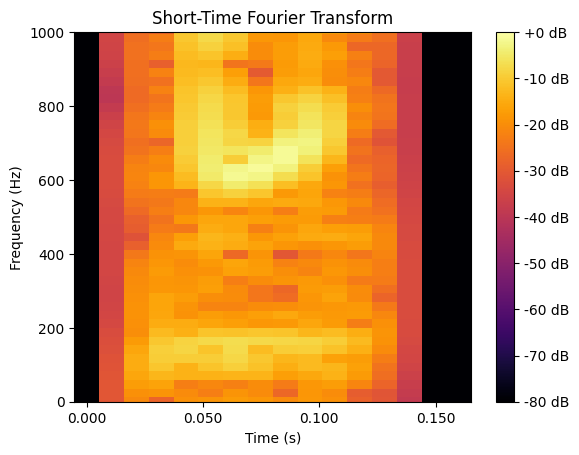 Short-Time Fourier Transform
Frequency (Hz)
1000
800
600
400
200
0
0.000
0.050
0.100
0.150
Time (s)
+0 dB
-10 dB
-20 dB
-30 dB
-40 dB
-50 dB
-60 dB
-70 dB
-80 dB